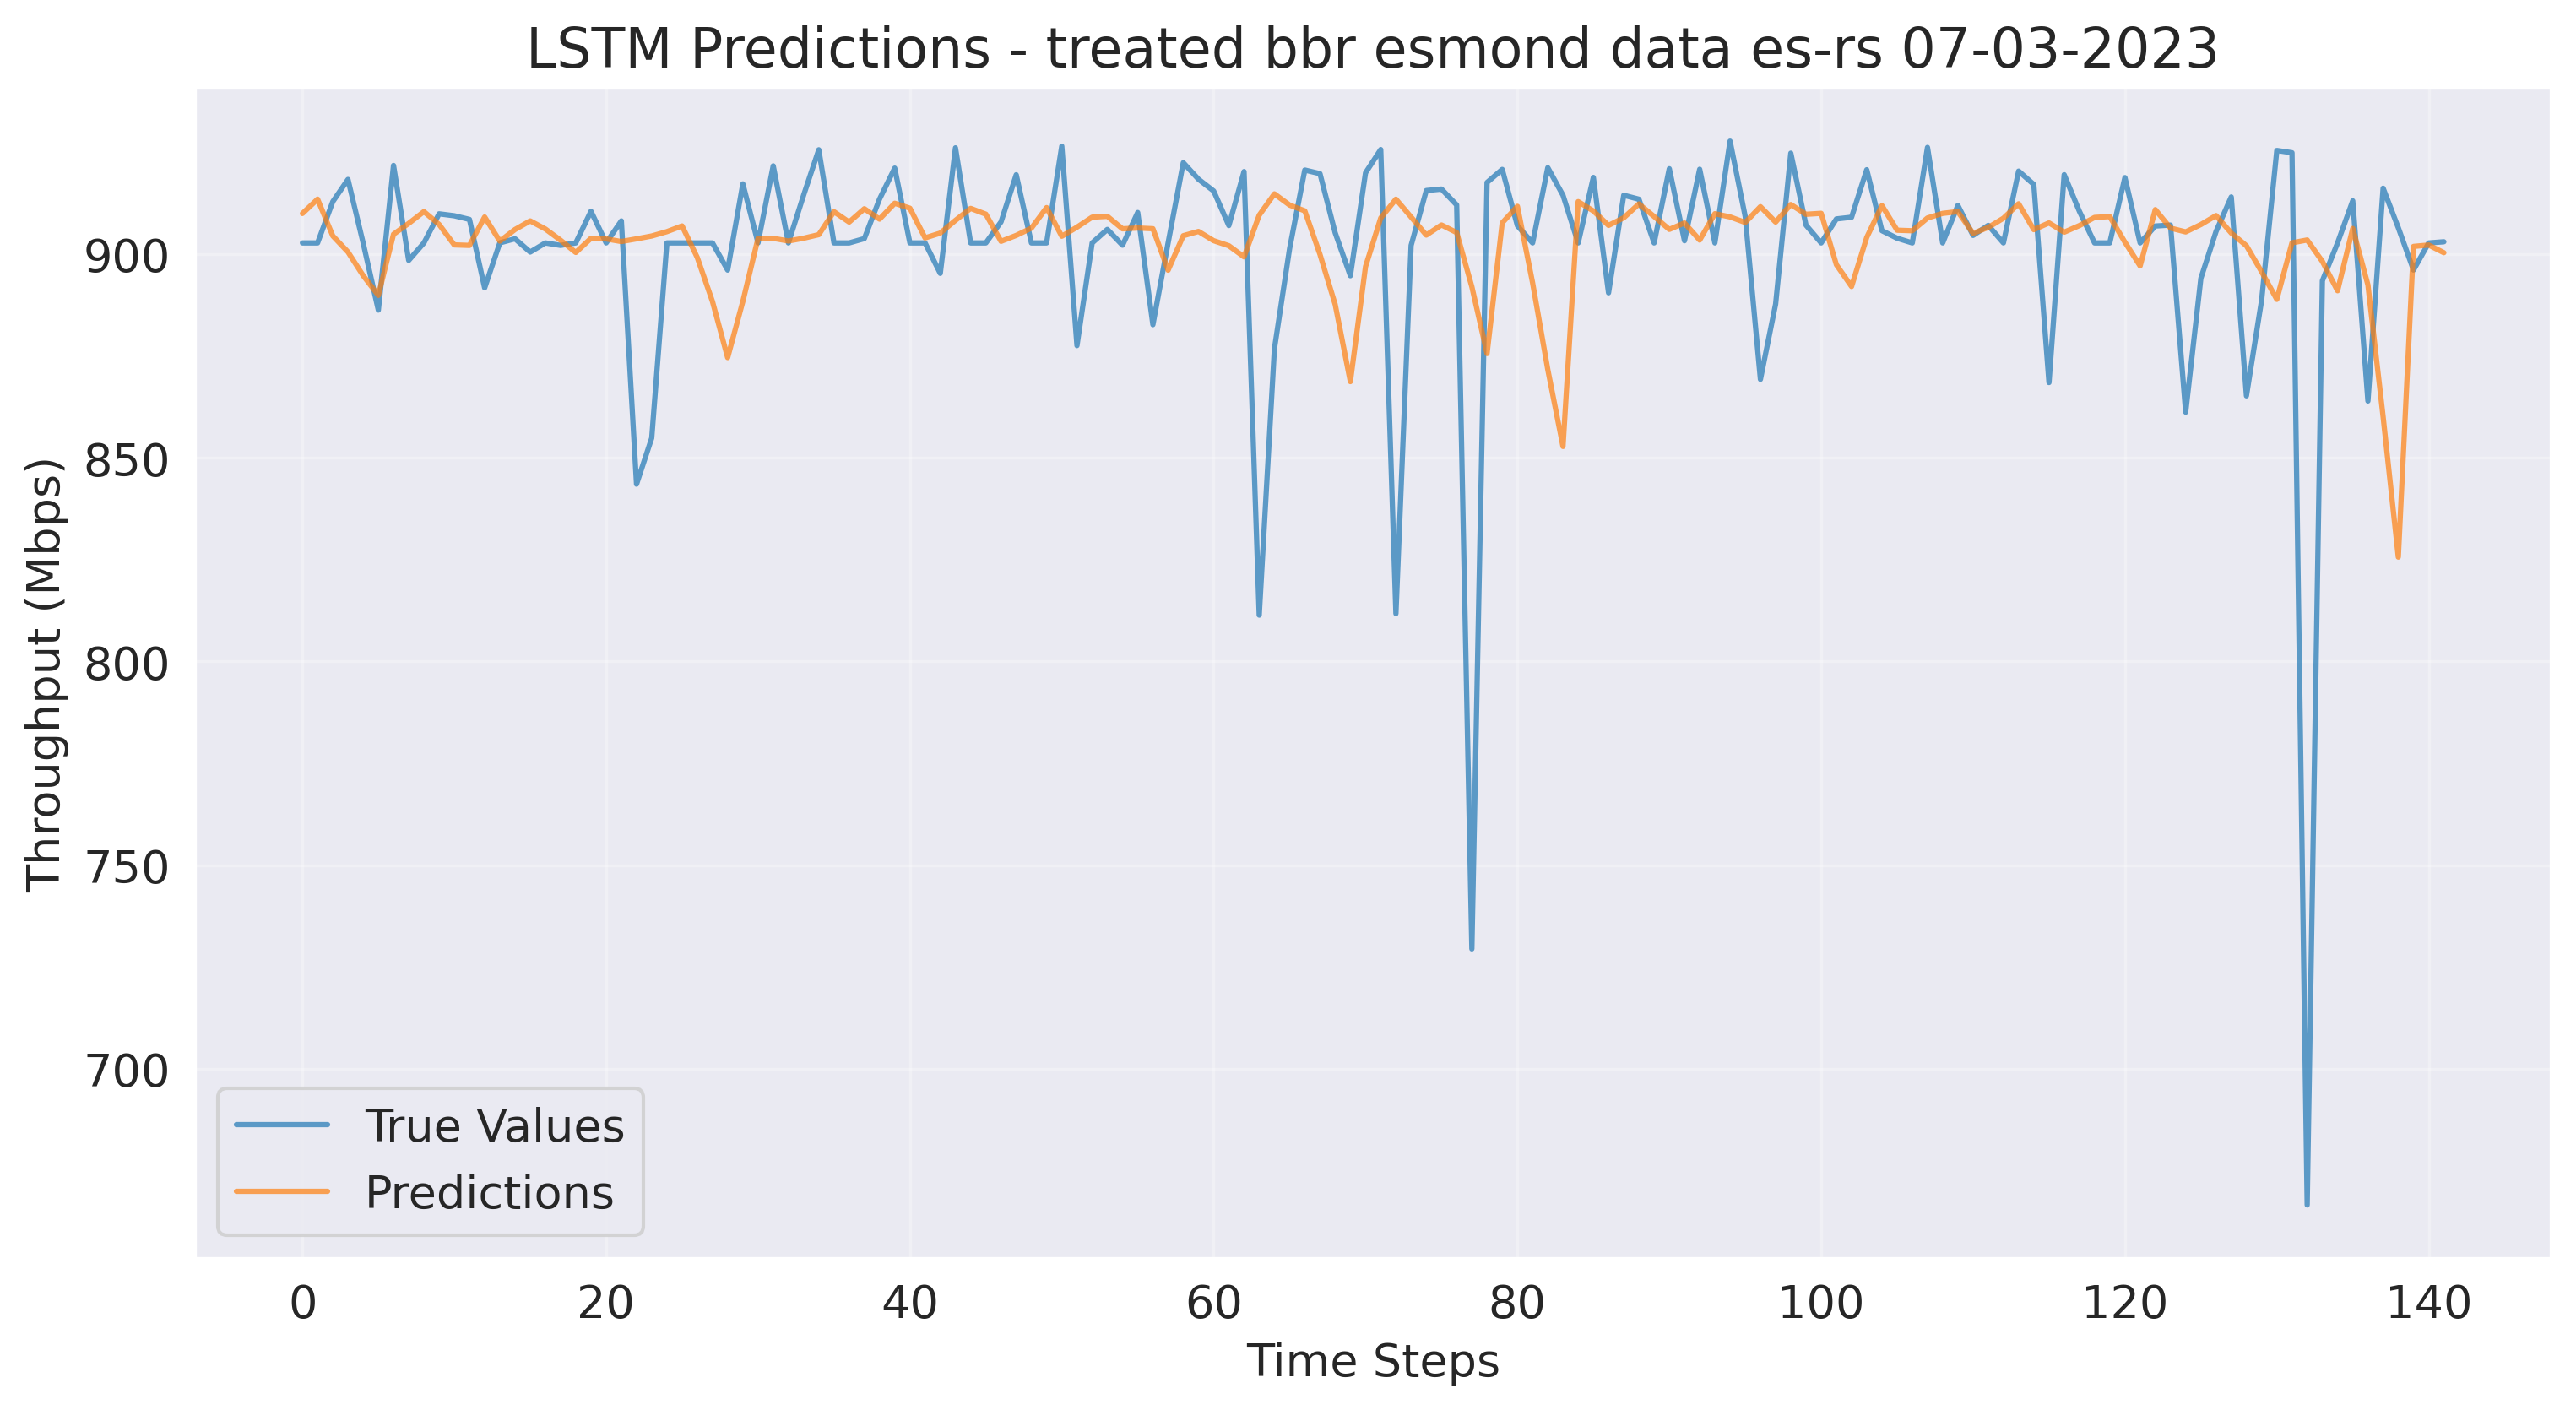 LSTM Predictions - treated bbr esmond data es-rs 07-03-2023
Throughput (Mbps)
900
850
800
750
700
True Values
Predictions
0 20 40 60 80 100 120 140
Time Steps